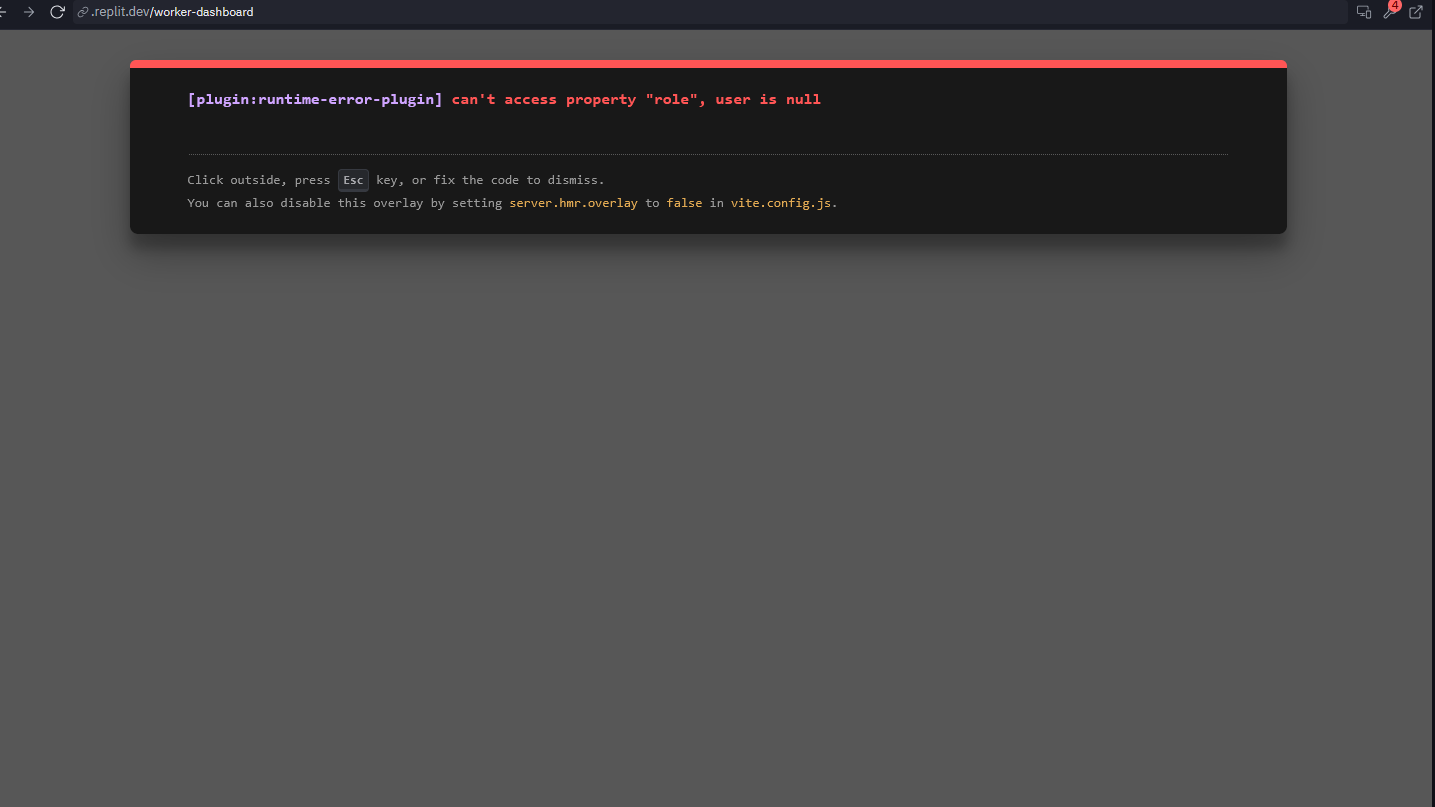 .replit.dev/worker-dashboard
4
[plugin:runtime-error-plugin] can't access property "role", user is null
Click outside, press Esc key, or fix the code to dismiss.
You can also disable this overlay by setting server.hmr.overlay to false in vite.config.js.